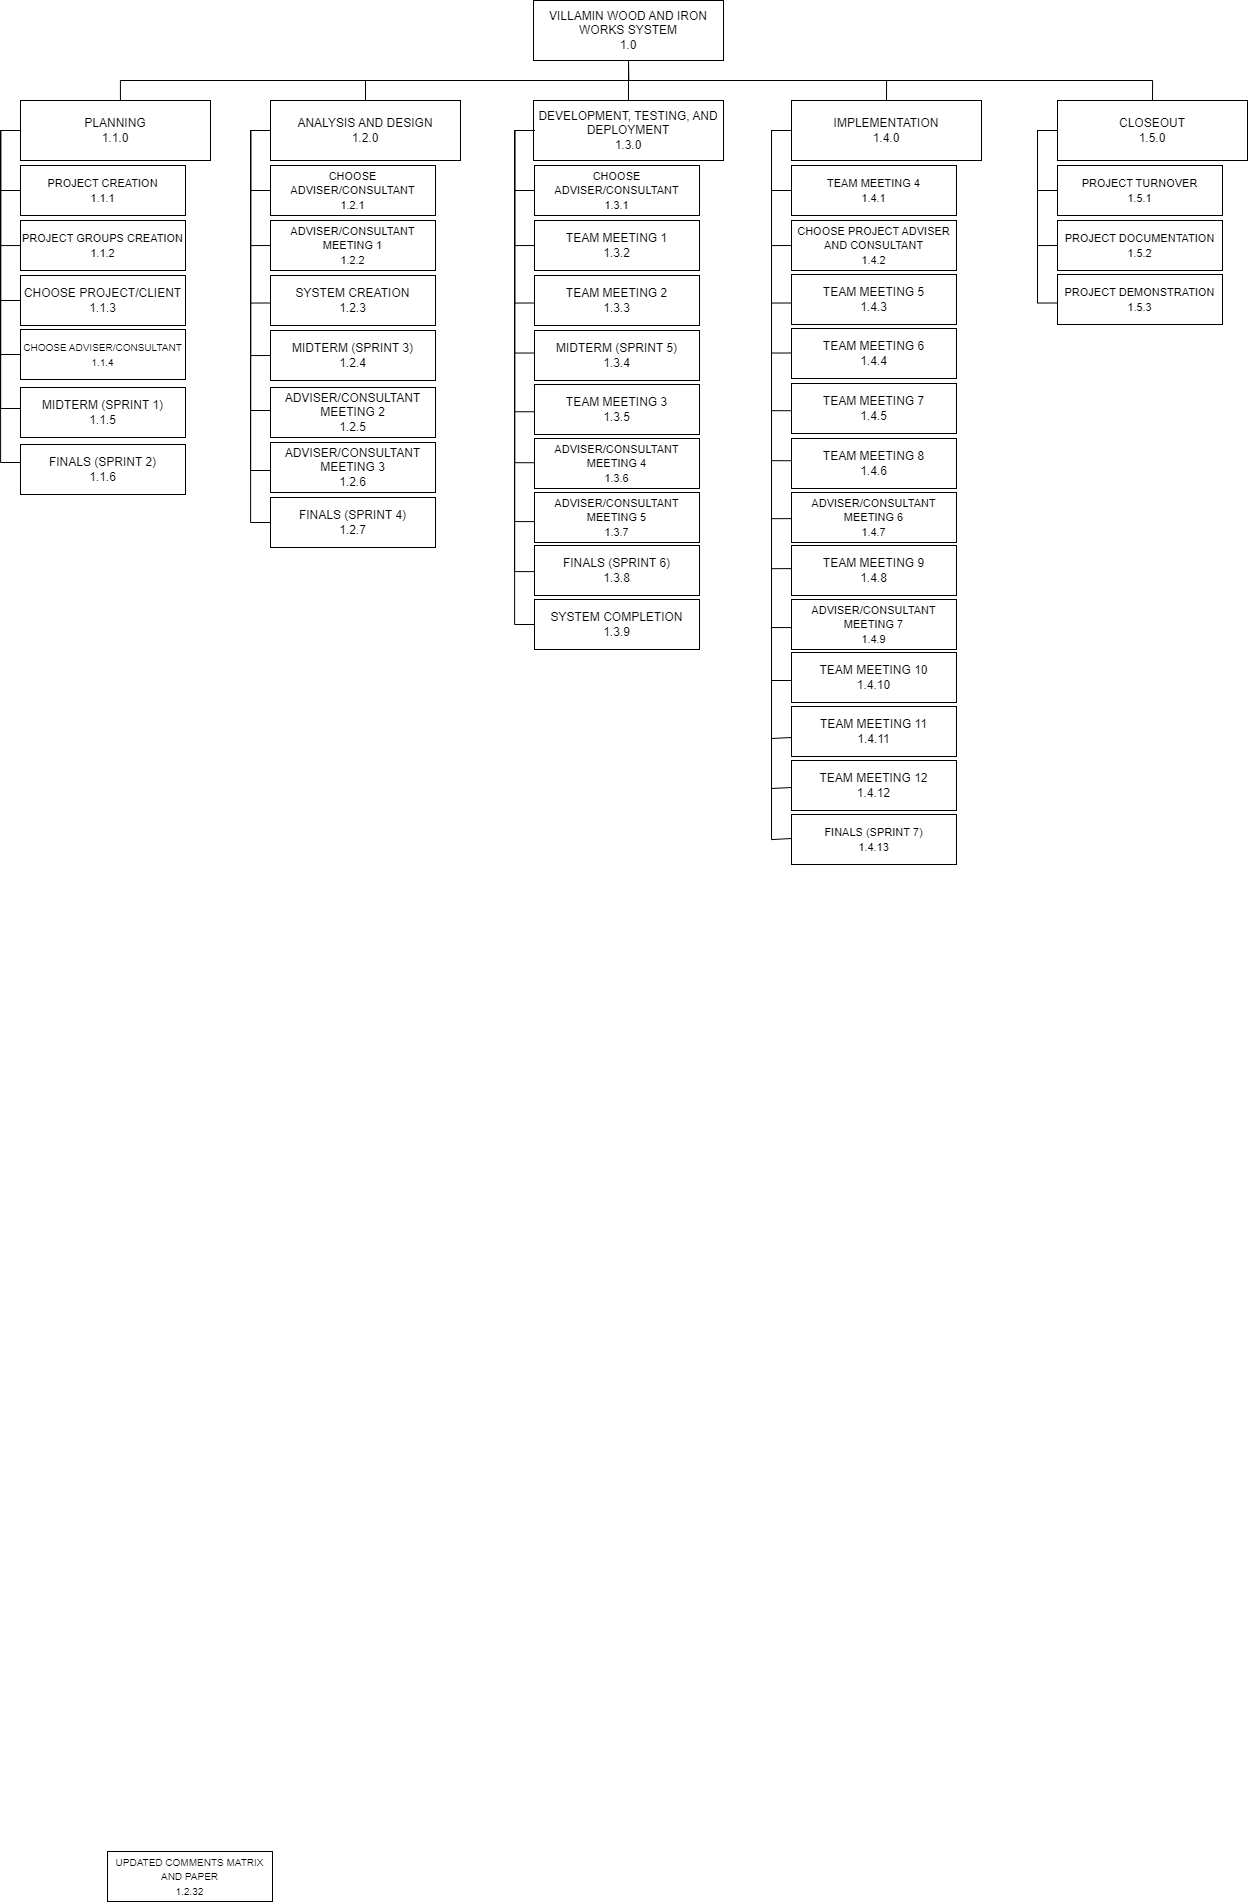 VILLAMIN WOOD AND IRON
WORKS SYSTEM
1.0
PLANNING
1.1.0
PROJECT CREATION
1.1.1
PROJECT GROUPS CREATION
1.1.2
CHOOSE PROJECT/CLIENT
1.1.3
CHOOSE ADVISER/CONSULTANT
1.1.4
MIDTERM (SPRINT 1)
1.1.5
FINALS (SPRINT 2)
1.1.6
ANALYSIS AND DESIGN
1.2.0
CHOOSE
ADVISER/CONSULTANT
1.2.1
ADVISER/CONSULTANT
MEETING 1
1.2.2
SYSTEM CREATION
1.2.3
MIDTERM (SPRINT 3)
1.2.4
ADVISER/CONSULTANT
MEETING 2
1.2.5
ADVISER/CONSULTANT
MEETING 3
1.2.6
FINALS (SPRINT 4)
1.2.7
DEVELOPMENT, TESTING, AND
DEPLOYMENT
1.3.0
CHOOSE
ADVISER/CONSULTANT
1.3.1
TEAM MEETING 1
1.3.2
TEAM MEETING 2
1.3.3
MIDTERM (SPRINT 5)
1.3.4
TEAM MEETING 3
1.3.5
ADVISER/CONSULTANT
MEETING 4
1.3.6
ADVISER/CONSULTANT
MEETING 5
1.3.7
FINALS (SPRINT 6)
1.3.8
SYSTEM COMPLETION
1.3.9
IMPLEMENTATION
1.4.0
TEAM MEETING 4
1.4.1
CHOOSE PROJECT ADVISER
AND CONSULTANT
1.4.2
TEAM MEETING 5
1.4.3
TEAM MEETING 6
1.4.4
TEAM MEETING 7
1.4.5
TEAM MEETING 8
1.4.6
ADVISER/CONSULTANT
MEETING 6
1.4.7
TEAM MEETING 9
1.4.8
ADVISER/CONSULTANT
MEETING 7
1.4.9
TEAM MEETING 10
1.4.10
TEAM MEETING 11
1.4.11
TEAM MEETING 12
1.4.12
FINALS (SPRINT 7)
1.4.13
CLOSEOUT
1.5.0
PROJECT TURNOVER
1.5.1
PROJECT DOCUMENTATION
1.5.2
PROJECT DEMONSTRATION
1.5.3
UPDATED COMMENTS MATRIX
AND PAPER
1.2.32